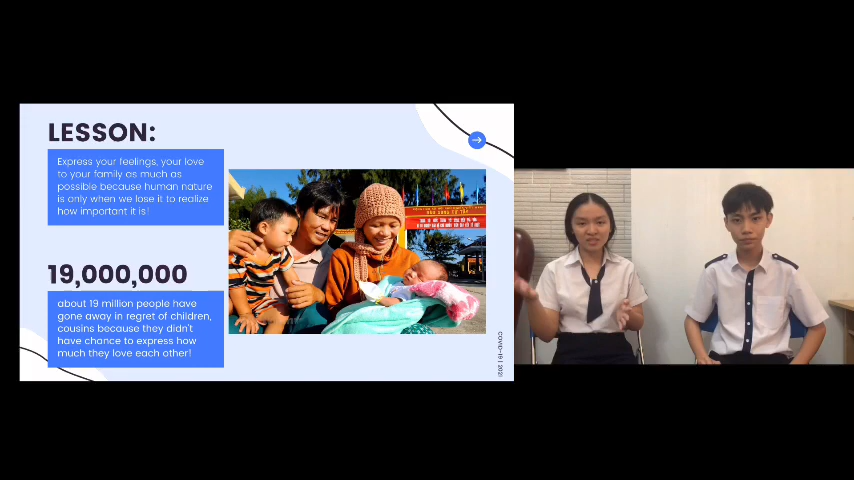 LESSON:
Express your feelings, your love
to your family as much as
possible because human nature
is only when we lose it to realize
how important it is!
19,000,000
about 19 million people have
gone away in regret of children,
cousins because they didn't
have chance to express how
much they love each other!
COVID-19 | 2021